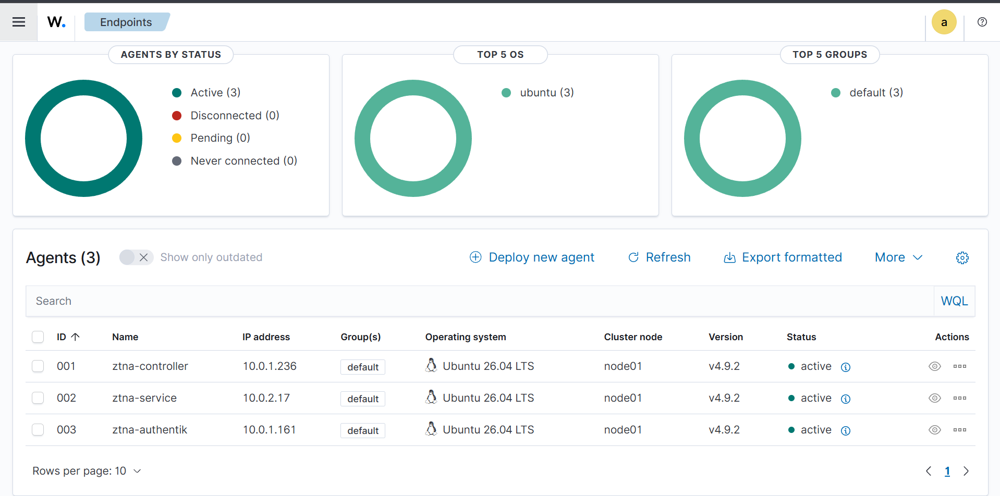 W. Endpoints a
AGENTS BY STATUS TOP 5 OS TOP 5 GROUPS
Active (3) ubuntu (3) default (3)
Disconnected (0)
Pending (0)
Never connected (0)
Agents (3) Show only outdated Deploy new agent Refresh Export formatted More
Search WQL
ID Name IP address Group(s) Operating system Cluster node Version Status Actions
001 ztna-controller 10.0.1.236 default Ubuntu 26.04 LTS node01 v4.9.2 active
002 ztna-service 10.0.2.17 default Ubuntu 26.04 LTS node01 v4.9.2 active
003 ztna-authentik 10.0.1.161 default Ubuntu 26.04 LTS node01 v4.9.2 active
Rows per page: 10 1